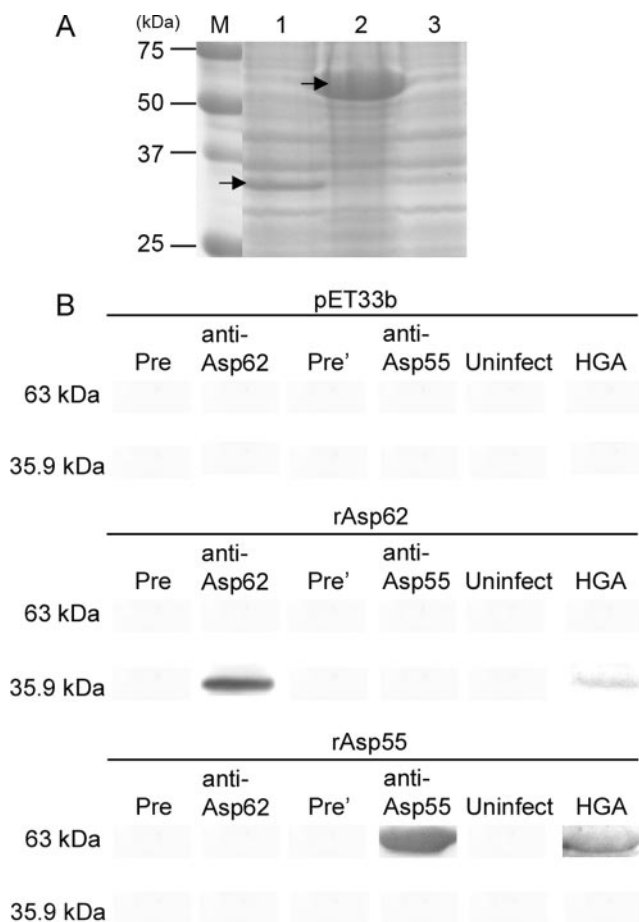 A (kDa) M 1 2 3
75
50
37
25
B
pET33b
anti- anti-
Pre Asp62 Pre' Asp55 Uninfect HGA
63 kDa
35.9 kDa
rAsp62
anti- anti-
Pre Asp62 Pre' Asp55 Uninfect HGA
63 kDa
35.9 kDa
rAsp55
anti- anti-
Pre Asp62 Pre' Asp55 Uninfect HGA
63 kDa
35.9 kDa